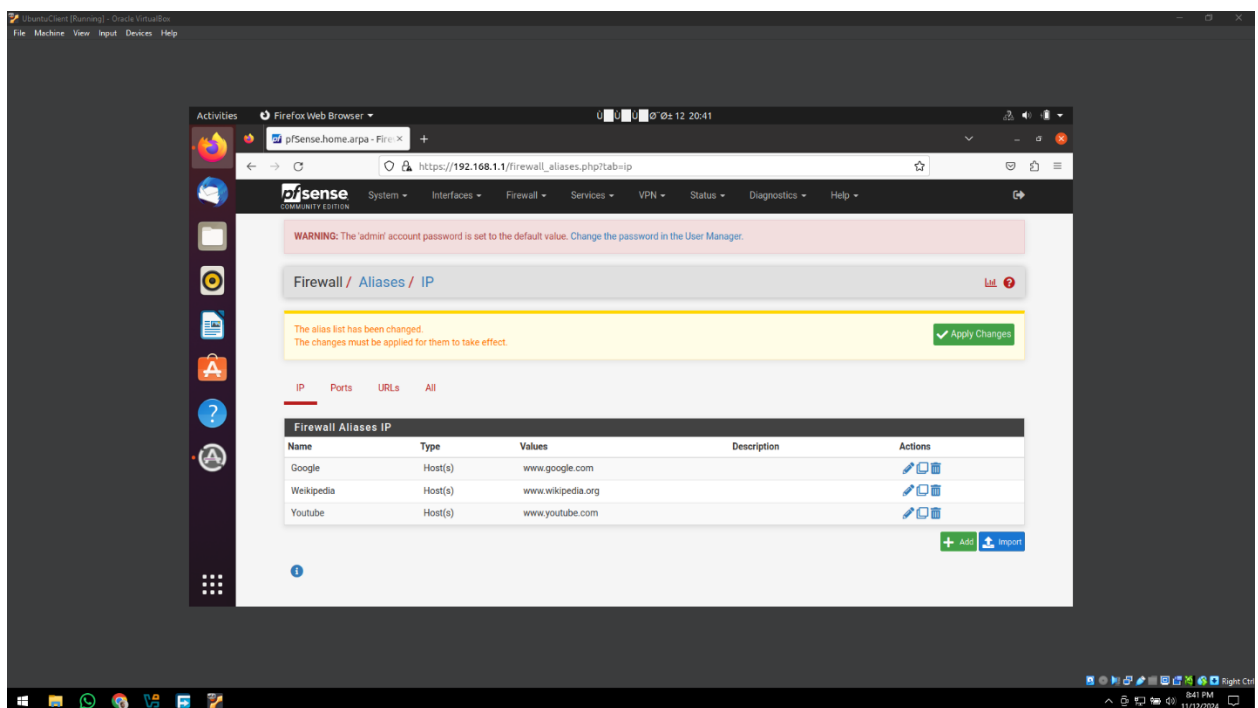 UbuntuClient [Running] - Oracle VirtualBox
File Machine View Input Devices Help
Activities Firefox Web Browser 12 20:41
pfSense.home.arpa - Fire
https://192.168.1.1/firewall_aliases.php?tab=ip
pfsense System Interfaces Firewall Services VPN Status Diagnostics Help
COMMUNITY EDITION
WARNING: The 'admin' account password is set to the default value. Change the password in the User Manager.
Firewall / Aliases / IP
The alias list has been changed.
The changes must be applied for them to take effect.
Apply Changes
IP Ports URLs All
Firewall Aliases IP
Name Type Values Description Actions
Google Host(s) www.google.com
Weikipedia Host(s) www.wikipedia.org
Youtube Host(s) www.youtube.com
Add Import
Right Ctrl
8:41 PM
11/12/2024